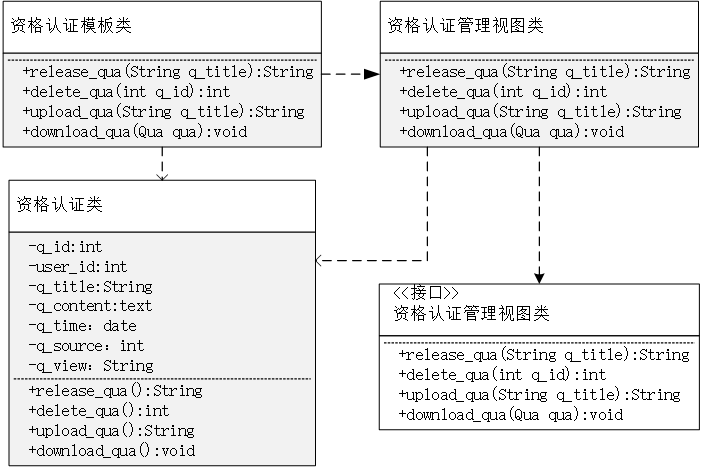 资格认证模板类
+release_qua(String q_title):String
+delete_qua(int q_id):int
+upload_qua(String q_title):String
+download_qua(Qua qua):void
资格认证管理视图类
+release_qua(String q_title):String
+delete_qua(int q_id):int
+upload_qua(String q_title):String
+download_qua(Qua qua):void
资格认证类
-q_id:int
-user_id:int
-q_title:String
-q_content:text
-q_time：date
-q_source：int
-q_view：String
+release_qua():String
+delete_qua():int
+upload_qua():String
+download_qua():void
<<接口>>
资格认证管理视图类
+release_qua(String q_title):String
+delete_qua(int q_id):int
+upload_qua(String q_title):String
+download_qua(Qua qua):void